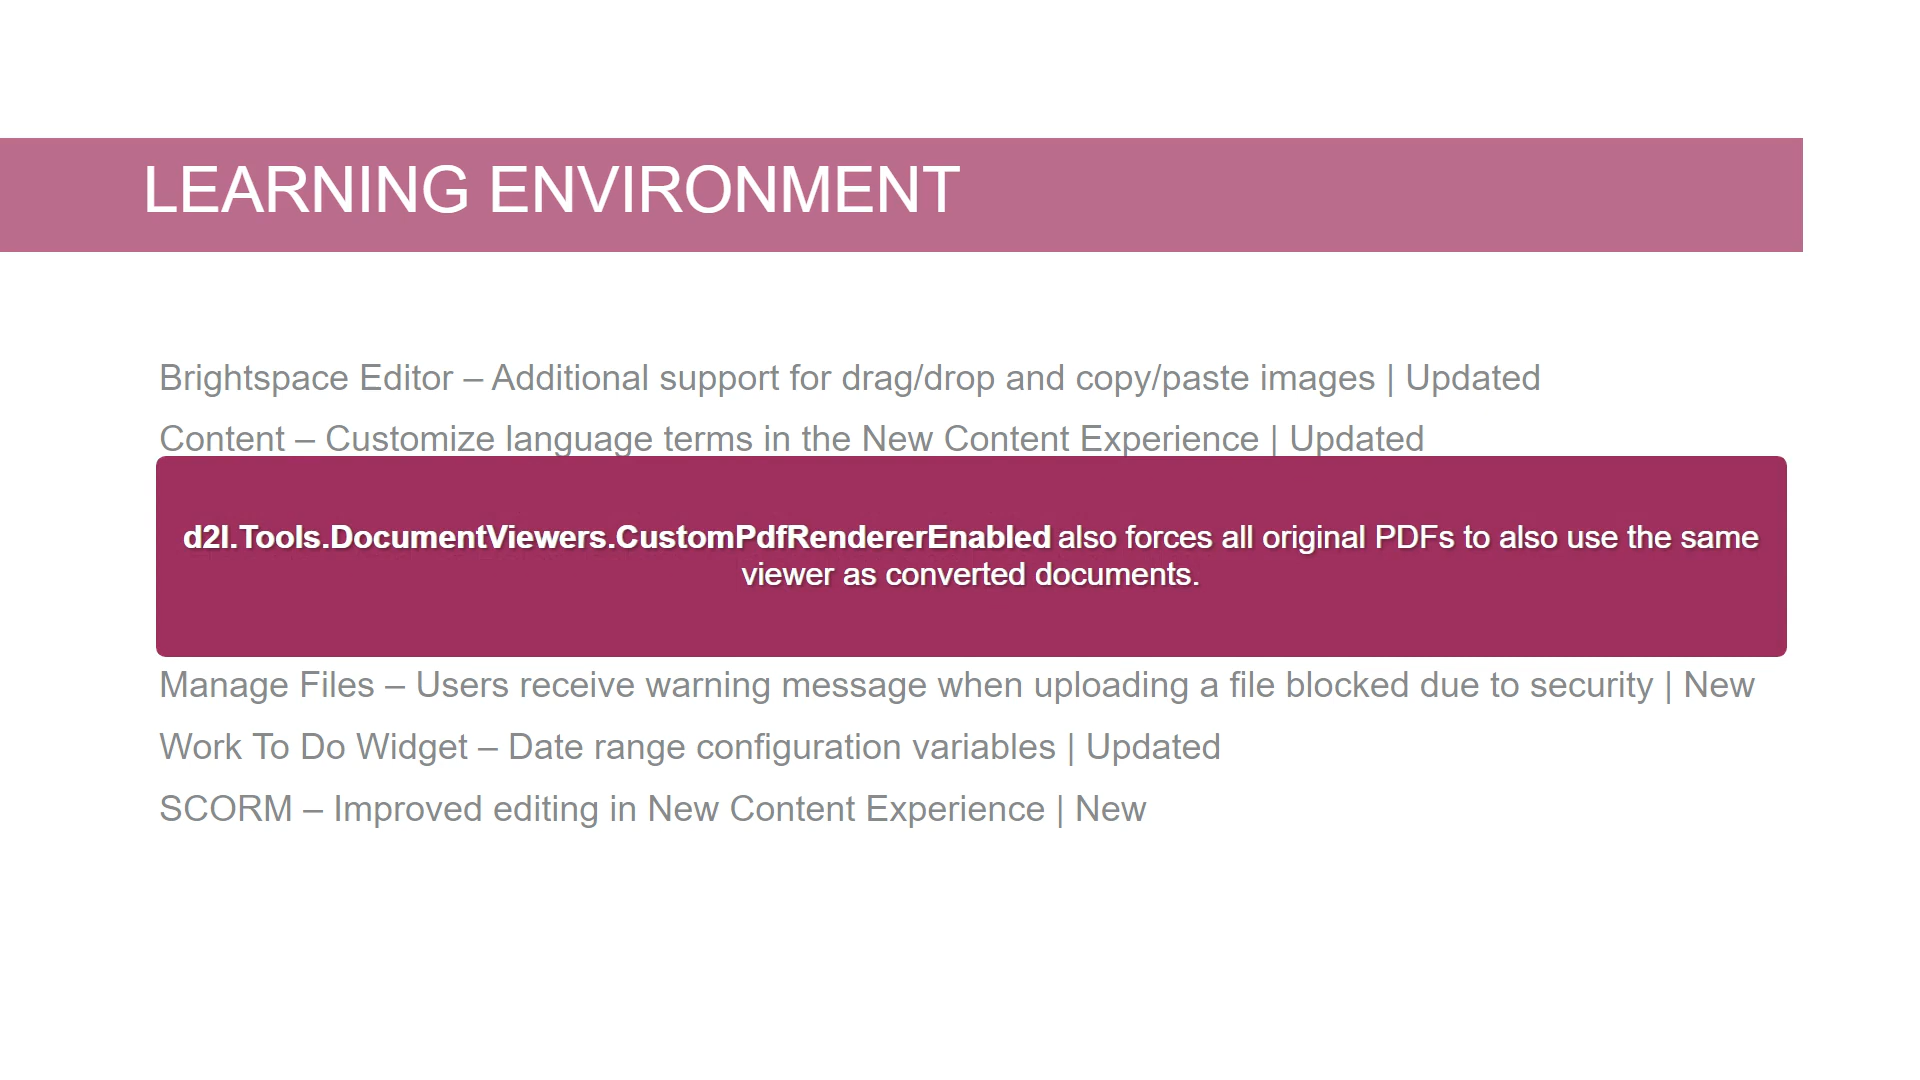 LEARNING ENVIRONMENT
Brightspace Editor – Additional support for drag/drop and copy/paste images | Updated
Content – Customize language terms in the New Content Experience | Updated
d2l.Tools.DocumentViewers.CustomPdfRendererEnabled also forces all original PDFs to also use the same
viewer as converted documents.
Manage Files – Users receive warning message when uploading a file blocked due to security | New
Work To Do Widget – Date range configuration variables | Updated
SCORM – Improved editing in New Content Experience | New